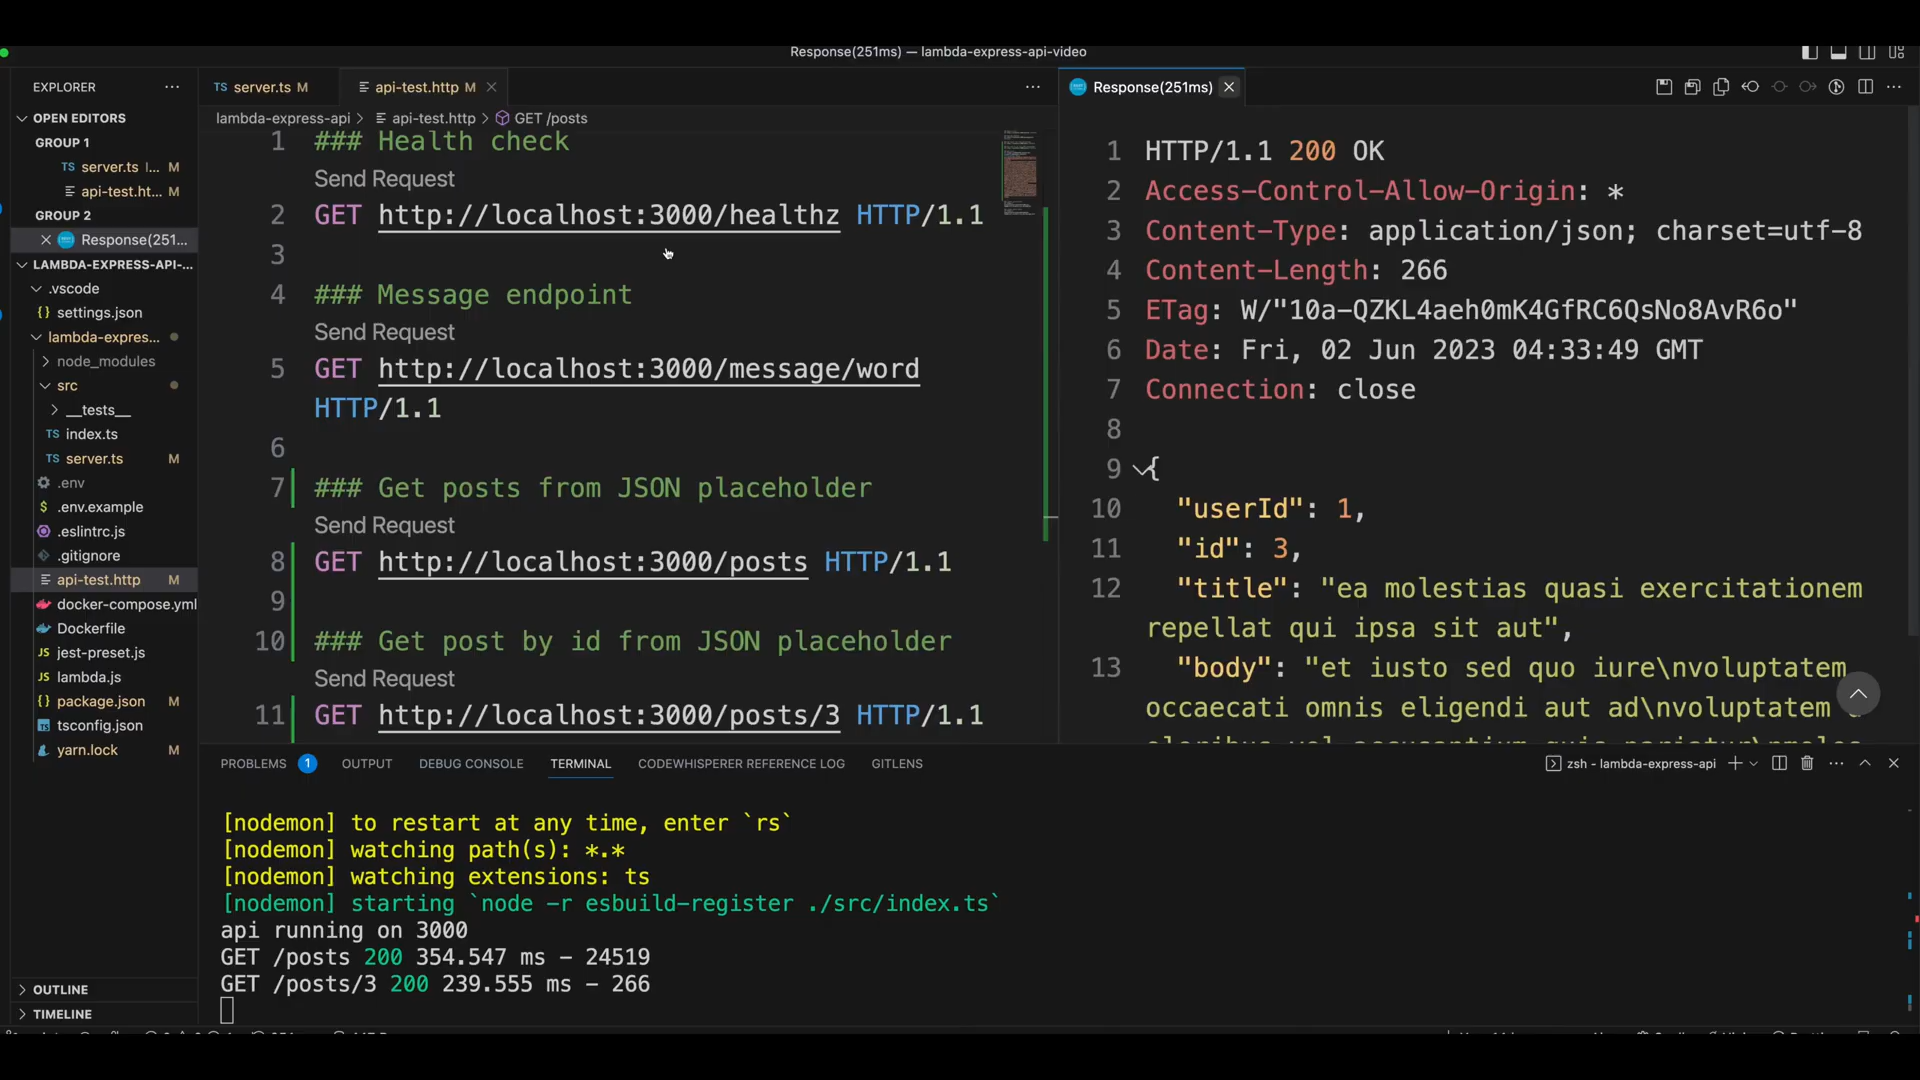 Response(251ms) — lambda-express-api-video
EXPLORER
OPEN EDITORS
GROUP 1
TS server.ts l... M
api-test.ht... M
GROUP 2
Response(251...
LAMBDA-EXPRESS-API-...
.vscode
{} settings.json
lambda-expres...
node_modules
src
__tests__
TS index.ts
TS server.ts M
.env
$ .env.example
.eslintrc.js
.gitignore
api-test.http M
docker-compose.yml
Dockerfile
JS jest-preset.js
JS lambda.js
{} package.json M
tsconfig.json
yarn.lock M
OUTLINE
TIMELINE
TS server.ts M
api-test.http M
lambda-express-api > api-test.http > GET /posts
1 ### Health check
Send Request
2 GET http://localhost:3000/healthz HTTP/1.1
3
4 ### Message endpoint
Send Request
5 GET http://localhost:3000/message/word
HTTP/1.1
6
7 ### Get posts from JSON placeholder
Send Request
8 GET http://localhost:3000/posts HTTP/1.1
9
10 ### Get post by id from JSON placeholder
Send Request
11 GET http://localhost:3000/posts/3 HTTP/1.1
Response(251ms)
1 HTTP/1.1 200 OK
2 Access-Control-Allow-Origin: *
3 Content-Type: application/json; charset=utf-8
4 Content-Length: 266
5 ETag: W/"10a-QZKL4aeh0mK4GfRC6QsNo8AvR6o"
6 Date: Fri, 02 Jun 2023 04:33:49 GMT
7 Connection: close
8
9 {
10 "userId": 1,
11 "id": 3,
12 "title": "ea molestias quasi exercitationem
repellat qui ipsa sit aut",
13 "body": "et iusto sed quo iure\nvoluptatem
occaecati omnis eligendi aut ad\nvoluptatem
PROBLEMS 1 OUTPUT DEBUG CONSOLE TERMINAL CODEWHISPERER REFERENCE LOG GITLENS
zsh - lambda-express-api
[nodemon] to restart at any time, enter `rs`
[nodemon] watching path(s): *.*
[nodemon] watching extensions: ts
[nodemon] starting `node -r esbuild-register ./src/index.ts`
api running on 3000
GET /posts 200 354.547 ms - 24519
GET /posts/3 200 239.555 ms - 266